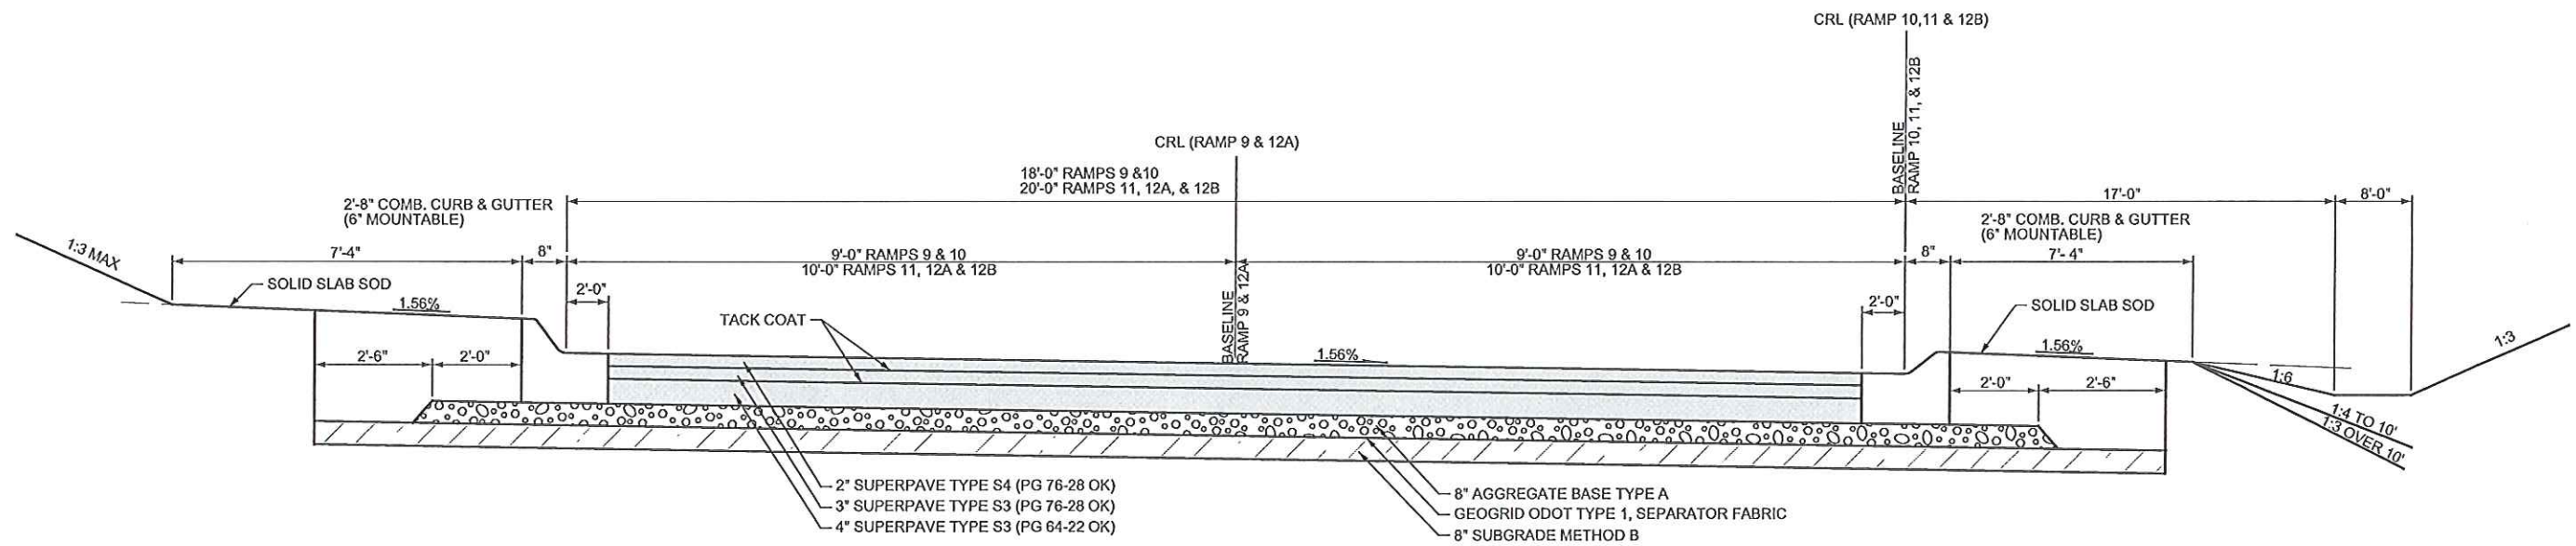 CRL (RAMP 10,11 & 12B)
BASELINE
RAMP 10, 11, & 12B
CRL (RAMP 9 & 12A)
18'-0" RAMPS 9 &10
20'-0" RAMPS 11, 12A, & 12B
17'-0"
8'-0"
2'-8" COMB. CURB & GUTTER
(6" MOUNTABLE)
2'-8" COMB. CURB & GUTTER
(6" MOUNTABLE)
1:3 MAX
7'-4"
8"
9'-0" RAMPS 9 & 10
10'-0" RAMPS 11, 12A & 12B
9'-0" RAMPS 9 & 10
10'-0" RAMPS 11, 12A & 12B
8"
7'- 4"
SOLID SLAB SOD
1.56%
2'-0"
TACK COAT
BASELINE
RAMP 9 & 12A
1.56%
2'-0"
SOLID SLAB SOD
1.56%
1:3
2'-6"
2'-0"
2'-0"
2'-6"
1:6
1:4 TO 10'
1:3 OVER 10'
2" SUPERPAVE TYPE S4 (PG 76-28 OK)
3" SUPERPAVE TYPE S3 (PG 76-28 OK)
4" SUPERPAVE TYPE S3 (PG 64-22 OK)
8" AGGREGATE BASE TYPE A
GEOGRID ODOT TYPE 1, SEPARATOR FABRIC
8" SUBGRADE METHOD B